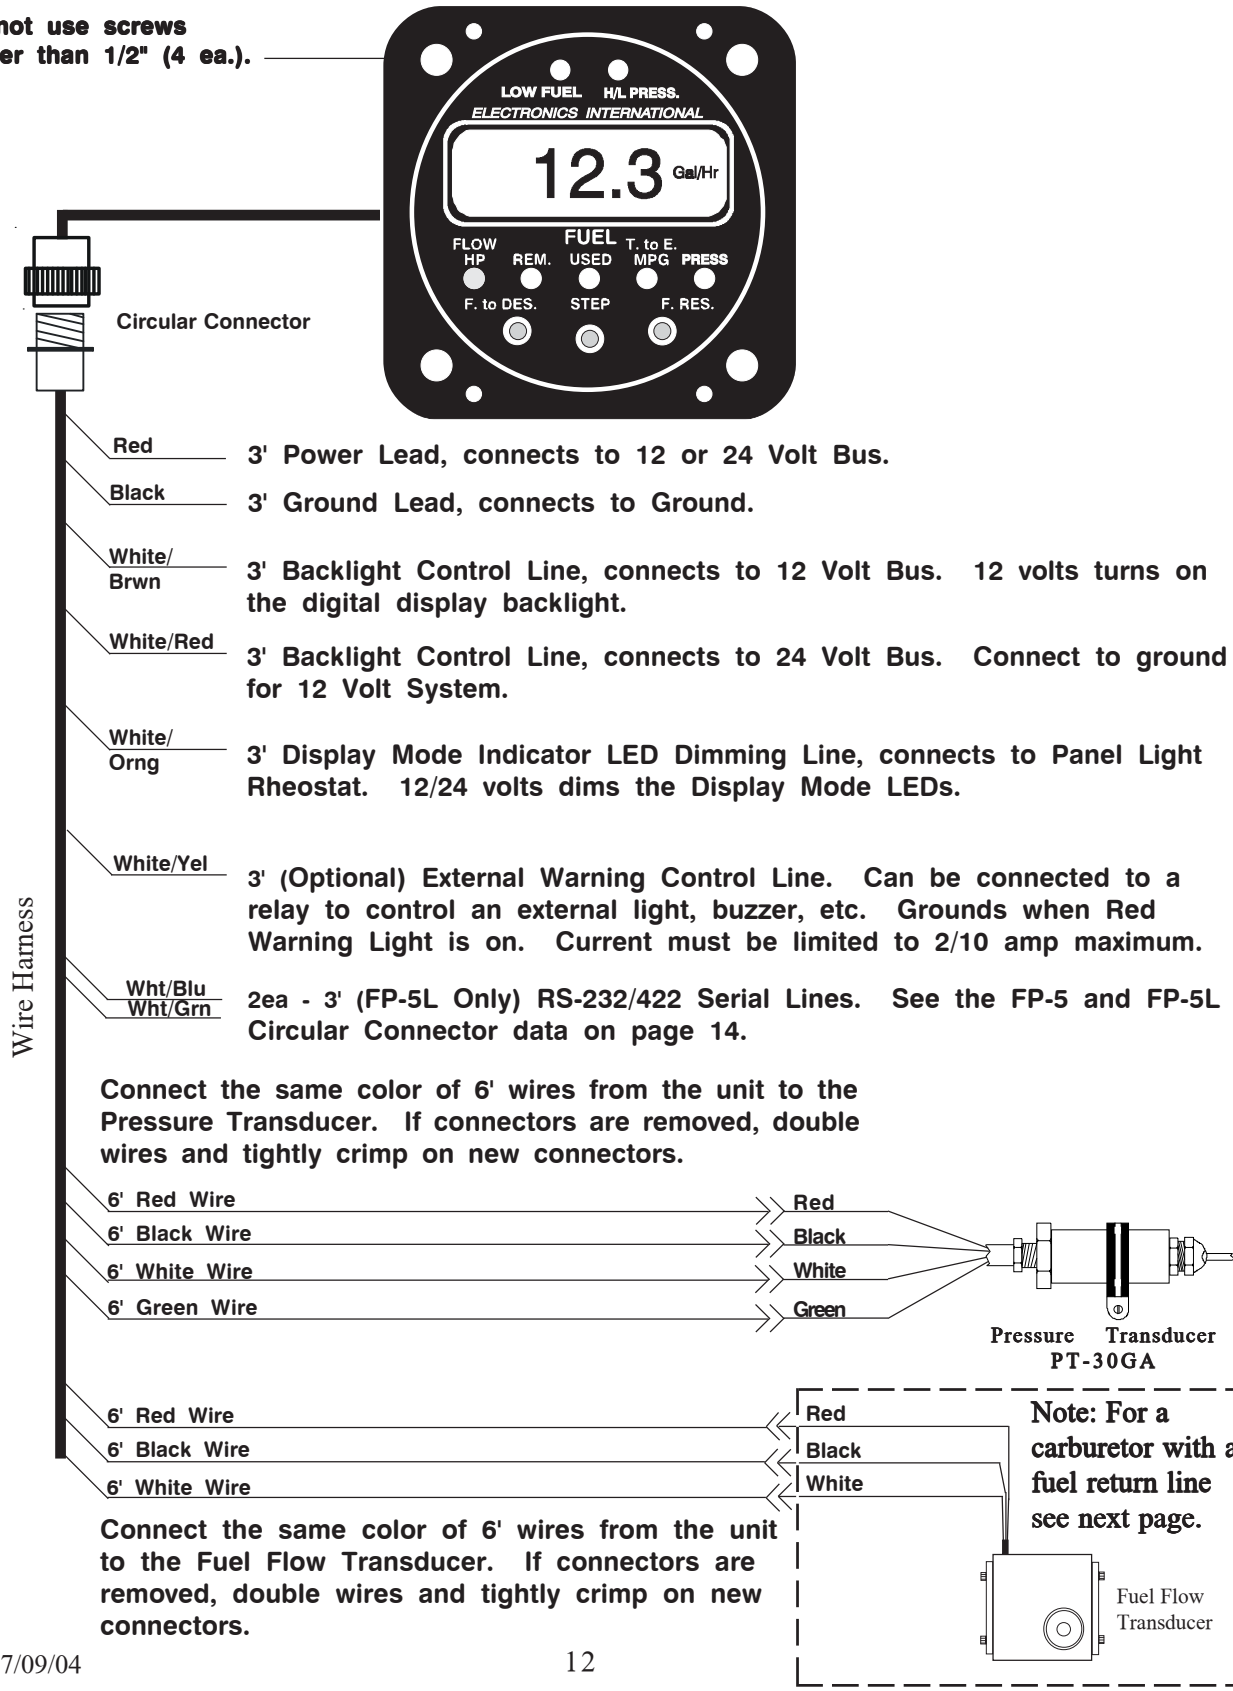 not use screws
than 1/2" (4 ea.).
LOW FUEL H/L PRESS.
ELECTRONICS INTERNATIONAL
12.3 Gal/Hr
FUEL
FLOW T. to E.
HP REM. USED MPG PRESS
F. to DES. STEP F. RES.
Circular Connector
Red
3' Power Lead, connects to 12 or 24 Volt Bus.
Black
3' Ground Lead, connects to Ground.
White/
Brwn
3' Backlight Control Line, connects to 12 Volt Bus. 12 volts turns on
the digital display backlight.
White/Red
3' Backlight Control Line, connects to 24 Volt Bus. Connect to ground
for 12 Volt System.
White/
Orng
3' Display Mode Indicator LED Dimming Line, connects to Panel Light
Rheostat. 12/24 volts dims the Display Mode LEDs.
White/Yel
3' (Optional) External Warning Control Line. Can be connected to a
relay to control an external light, buzzer, etc. Grounds when Red
Warning Light is on. Current must be limited to 2/10 amp maximum.
Wire Harness
Wht/Blu
Wht/Grn
2ea - 3' (FP-5L Only) RS-232/422 Serial Lines. See the FP-5 and FP-5L
Circular Connector data on page 14.
Connect the same color of 6' wires from the unit to the
Pressure Transducer. If connectors are removed, double
wires and tightly crimp on new connectors.
6' Red Wire Red
6' Black Wire Black
6' White Wire White
6' Green Wire Green
Pressure Transducer
PT-30GA
6' Red Wire Red
6' Black Wire Black
6' White Wire White
Note: For a
carburetor with a
fuel return line
see next page.
Connect the same color of 6' wires from the unit
to the Fuel Flow Transducer. If connectors are
removed, double wires and tightly crimp on new
connectors.
Fuel Flow
Transducer
7/09/04
12